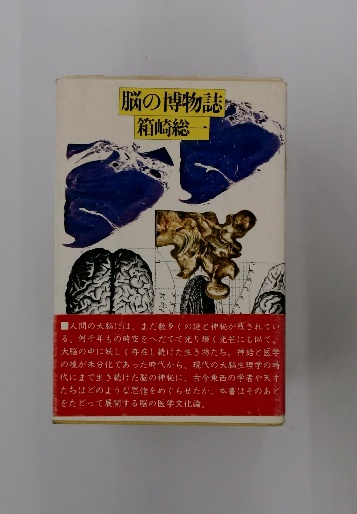 脳の博物誌
箱崎総一
■人間の大脳には、まだ数多くの謎と神秘が残されてい
る。何千年もの時空をへだてて光り輝く光芒にも似て、
大脳の中に妖しく存在し続けた生き物たち。神話と医学
の境が未分化であった時代から、現代の大脳生理学の時
代にまで生き続けた脳の神秘に、古今東西の学者や天才
たちはどのような思惟をめぐらせたか。本書はそのあと
をたどって展開する脳の医学文化論。